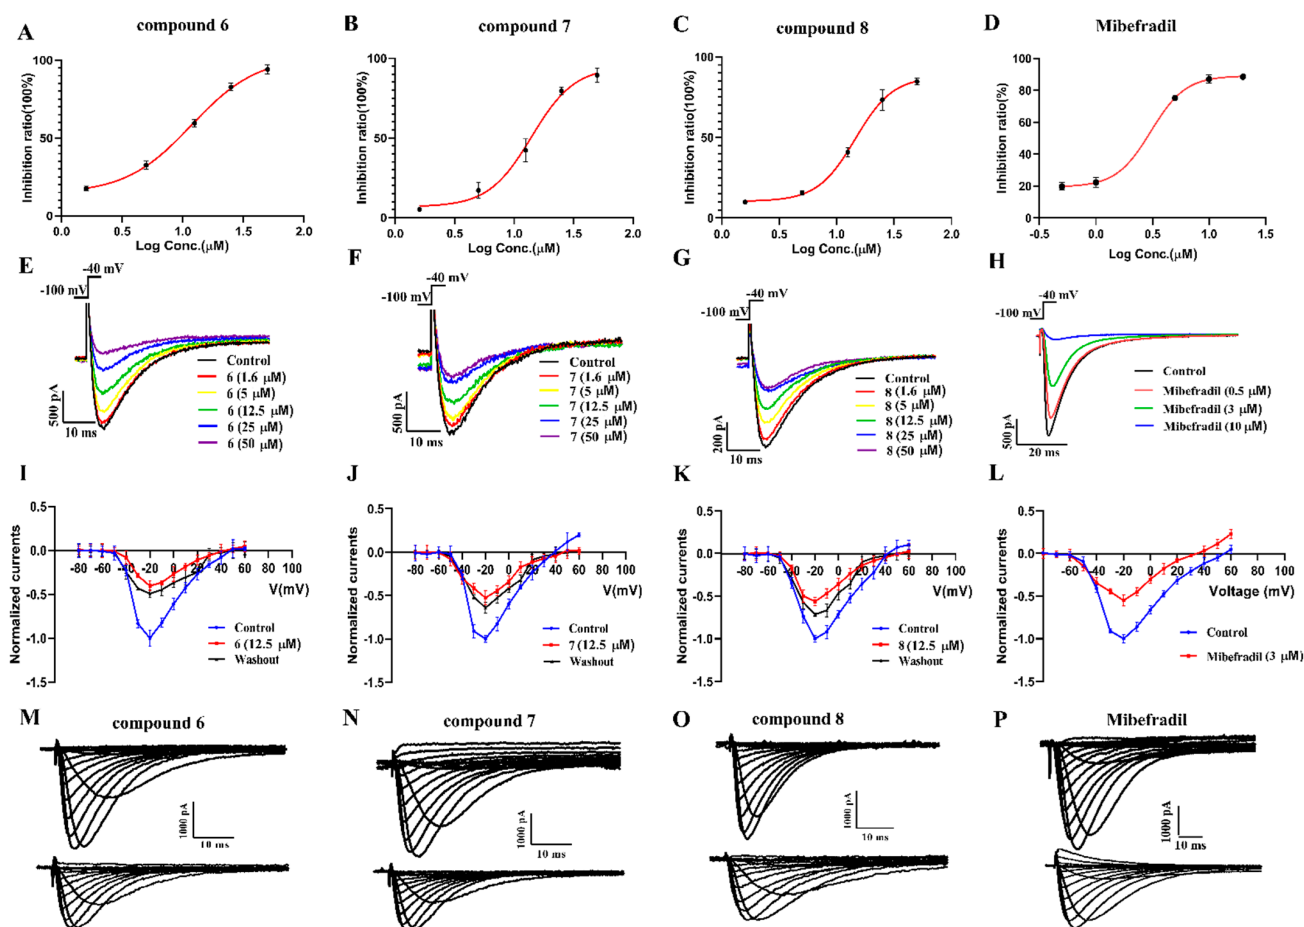 A compound 6
B compound 7
C compound 8
D Mibefradil
Inhibition ratio(100%)
100
50
0
0.0 0.5 1.0 1.5 2.0
Log Conc.(μM)
Inhibition ratio(100%)
100
50
0
0.0 0.5 1.0 1.5 2.0
Log Conc.(μM)
Inhibition ratio(100%)
100
50
0
0.0 0.5 1.0 1.5 2.0
Log Conc.(μM)
Inhibition ratio(%)
100
80
60
40
20
0
-0.5 0.0 0.5 1.0 1.5
Log Conc.(μM)
E
-40 mV
-100 mV
Control
6 (1.6 μM)
6 (5 μM)
6 (12.5 μM)
6 (25 μM)
6 (50 μM)
500 pA
10 ms
F
-40 mV
-100 mV
Control
7 (1.6 μM)
7 (5 μM)
7 (12.5 μM)
7 (25 μM)
7 (50 μM)
500 pA
10 ms
G
-40 mV
-100 mV
Control
8 (1.6 μM)
8 (5 μM)
8 (12.5 μM)
8 (25 μM)
8 (50 μM)
200 pA
10 ms
H
-40 mV
-100 mV
Control
Mibefradil (0.5 μM)
Mibefradil (3 μM)
Mibefradil (10 μM)
500 pA
20 ms
I
Normalized currents
0.5
0.0
-0.5
-1.0
-1.5
-80 -60 -40 -20 0 20 40 60 80 100
V(mV)
Control
6 (12.5 μM)
Washout
J
Normalized currents
0.5
0.0
-0.5
-1.0
-1.5
-80 -60 -40 -20 0 20 40 60 80 100
V(mV)
Control
7 (12.5 μM)
Washout
K
Normalized currents
0.5
0.0
-0.5
-1.0
-1.5
-80 -60 -40 -20 0 20 40 60 80 100
V(mV)
Control
8 (12.5 μM)
Washout
L
Normalized currents
0.5
0.0
-0.5
-1.0
-1.5
-60 -40 -20 0 20 40 60 80 100
Voltage (mV)
Control
Mibefradil (3 μM)
M compound 6
1000 pA
10 ms
N compound 7
1000 pA
10 ms
O compound 8
1000 pA
10 ms
P Mibefradil
1000 pA
10 ms